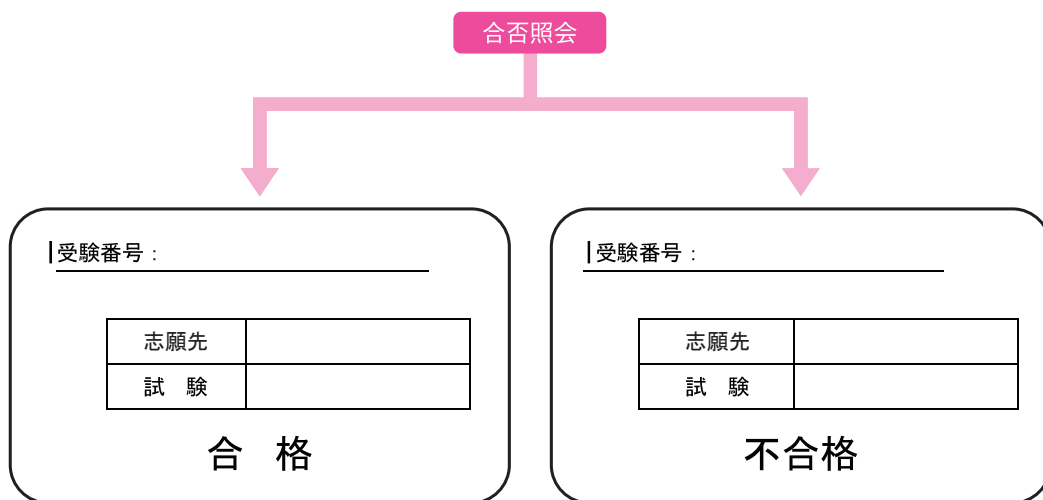 合否照会
受験番号：
志願先
試　験
合　格
受験番号：
志願先
試　験
不合格